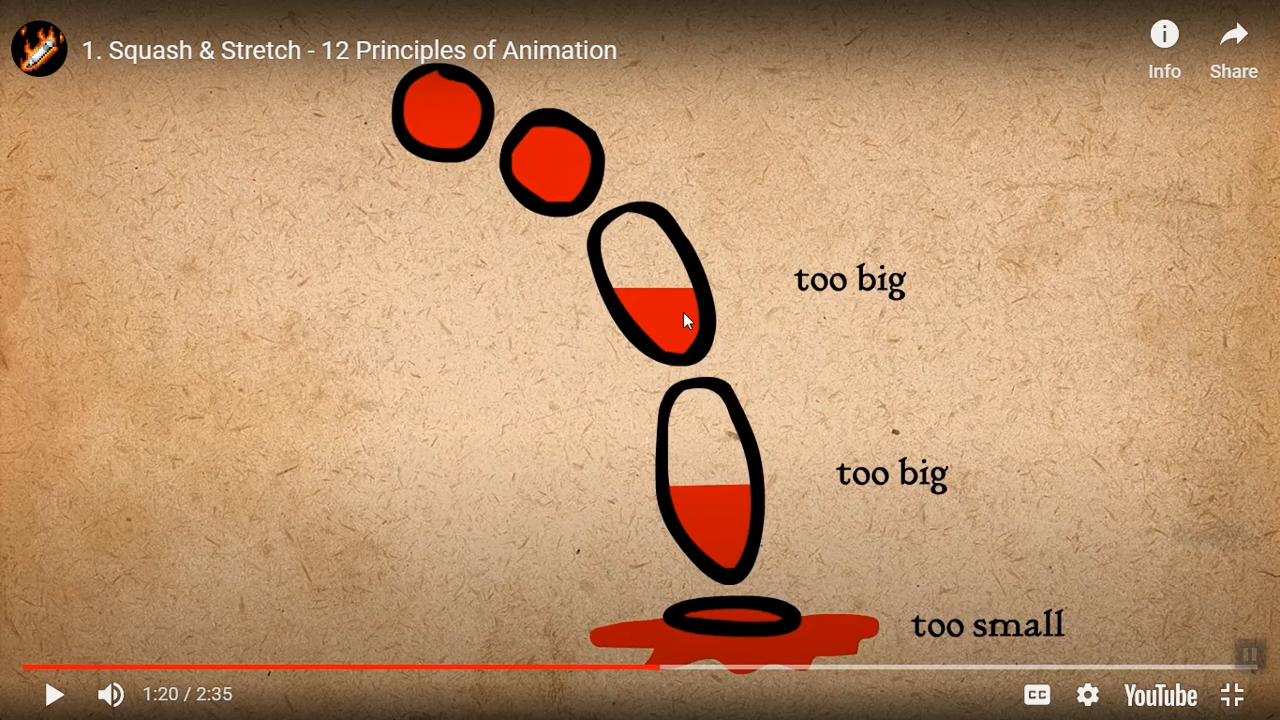 1. Squash & Stretch - 12 Principles of Animation
Info
Share
too big
too big
too small
1:20 / 2:35
CC
YouTube